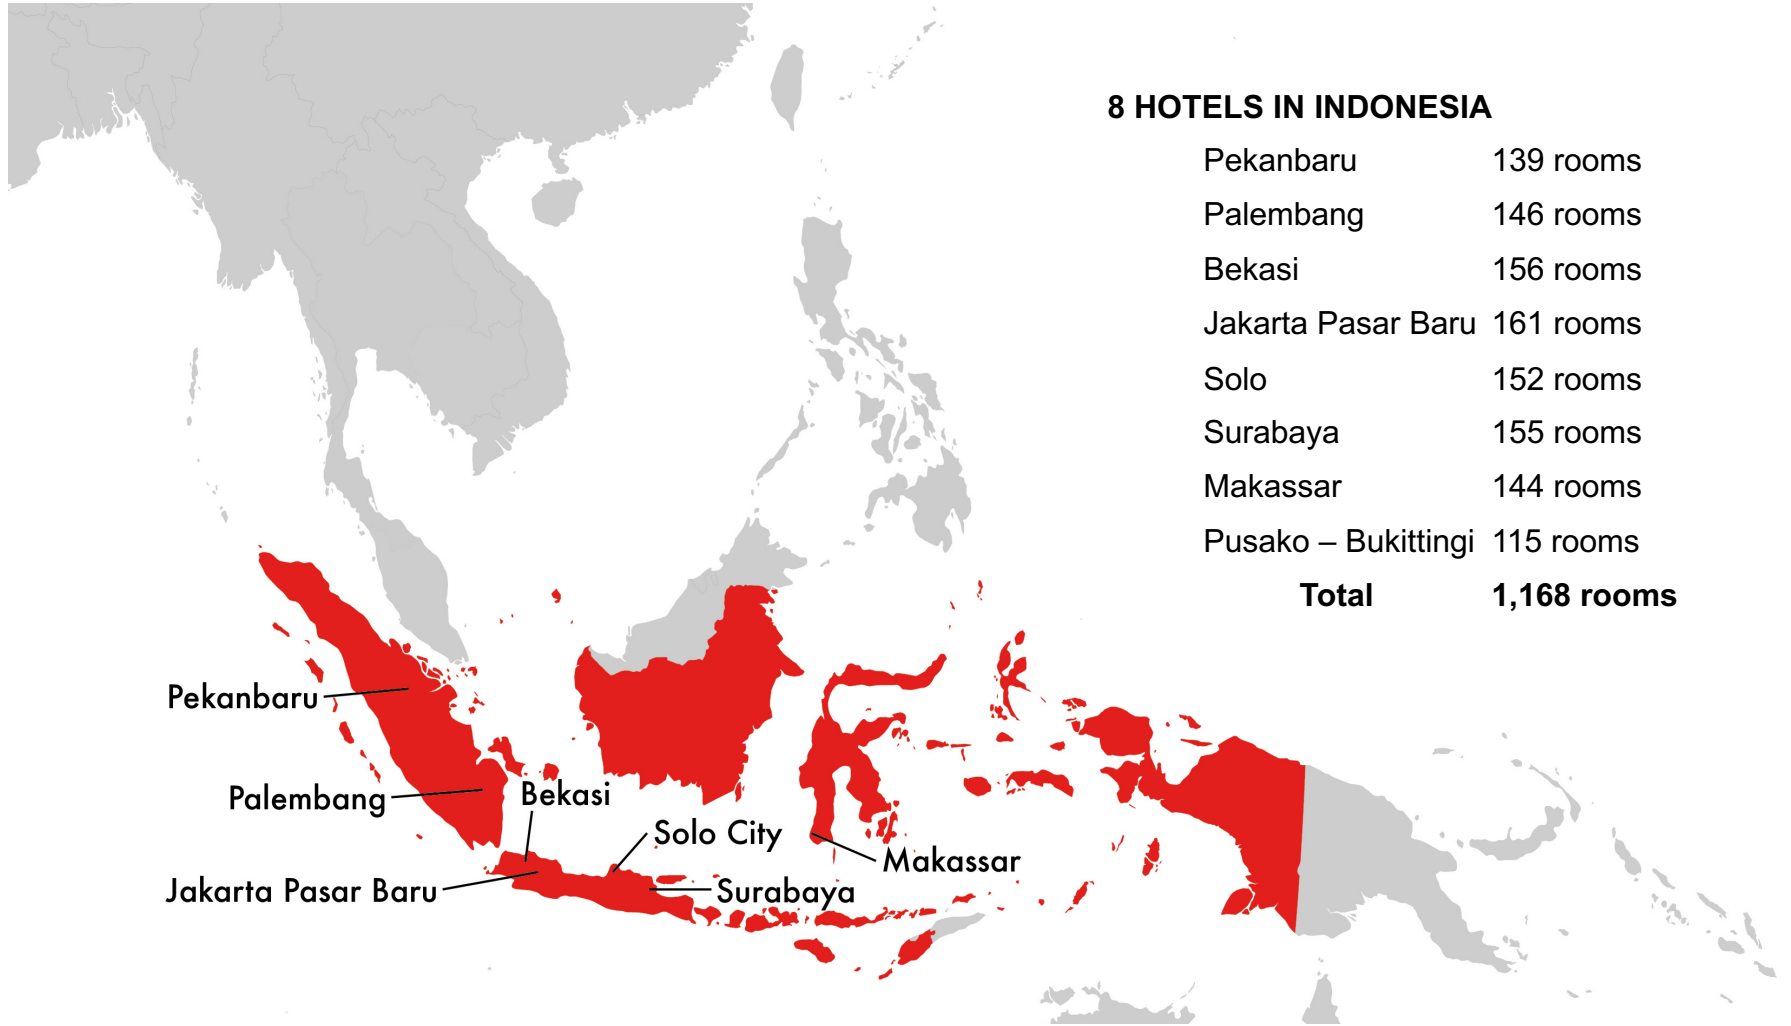 8 HOTELS IN INDONESIA
Pekanbaru 139 rooms
Palembang 146 rooms
Bekasi 156 rooms
Jakarta Pasar Baru 161 rooms
Solo 152 rooms
Surabaya 155 rooms
Makassar 144 rooms
Pusako – Bukittingi 115 rooms
Total 1,168 rooms
Pekanbaru
Palembang
Bekasi
Solo City
Makassar
Jakarta Pasar Baru
Surabaya